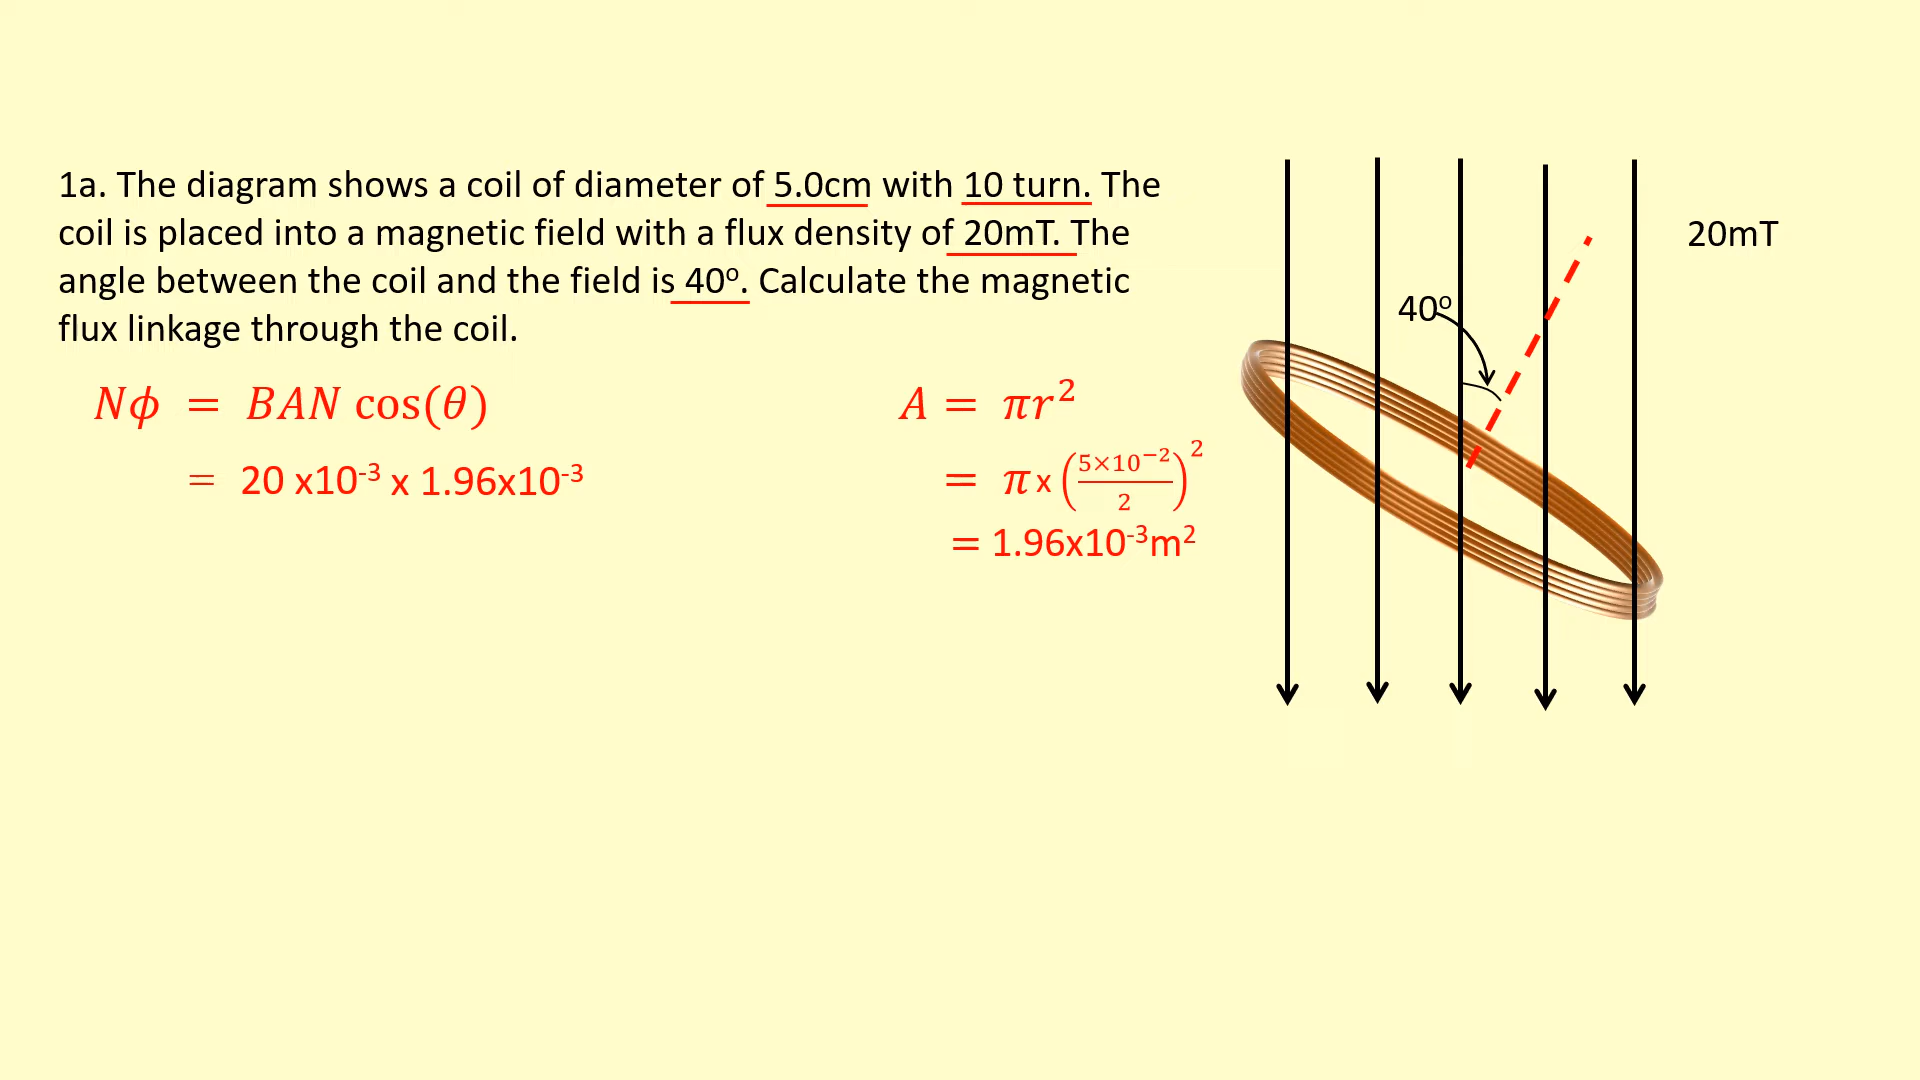 1a. The diagram shows a coil of diameter of 5.0cm with 10 turn. The
coil is placed into a magnetic field with a flux density of 20mT. The
angle between the coil and the field is 40º. Calculate the magnetic
flux linkage through the coil.
Nϕ = BAN cos(θ)
= 20 x10⁻³ x 1.96x10⁻³
A = πr²
= π x (5×10⁻²/2)²
= 1.96x10⁻³m²
20mT
40º